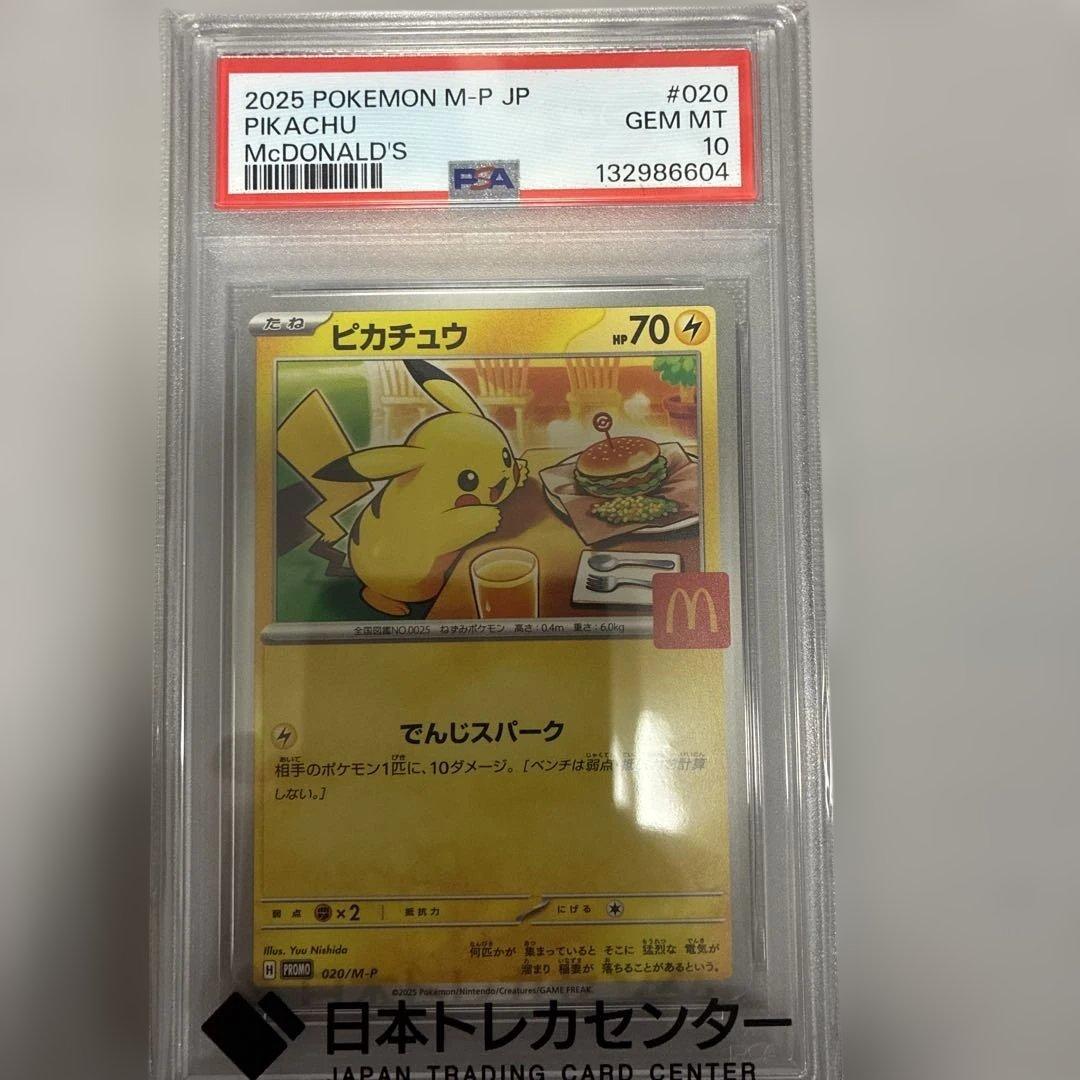 2025 POKEMON M-P JP #020
PIKACHU GEM MT
McDONALD'S 10
PSA 132986604
たね ピカチュウ HP70
M
全国図鑑NO.0025 ねずみポケモン 高さ:0.4m 重さ:6.0kg
でんじスパーク
相手のポケモン1匹に、10ダメージ。[ベンチは弱点 計算
しない。]
弱点 ×2 抵抗力 にげる
Illus. Yuu Nishida
何匹かが 集まっていると そこに 猛烈な 電気が
溜まり 稲妻が 落ちることがあるという。
H PROMO 020/M-P
©2025 Pokémon/Nintendo/Creatures/GAME FREAK.
日本トレカセンター
JAPAN TRADING CARD CENTER